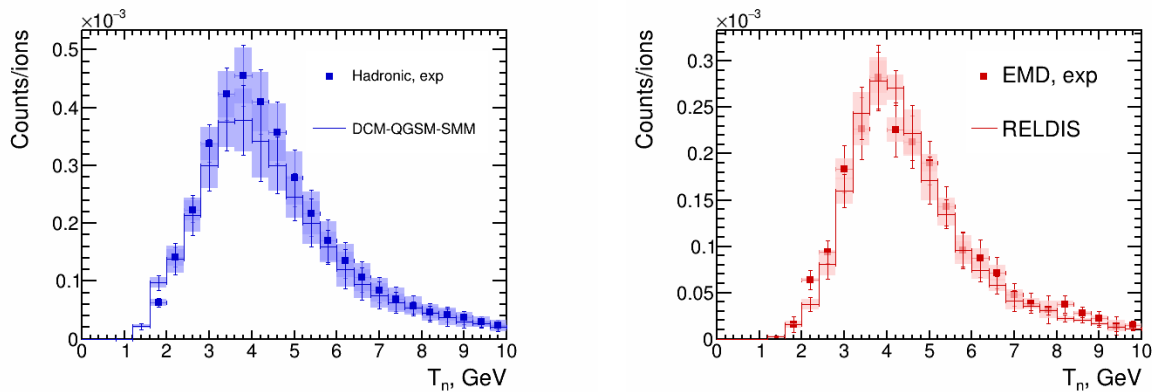 ×10⁻³
Counts/ions
0.5
0.4
0.3
0.2
0.1
0
Hadronic, exp
DCM-QGSM-SMM
0 1 2 3 4 5 6 7 8 9 10
Tₙ, GeV
×10⁻³
Counts/ions
0.3
0.25
0.2
0.15
0.1
0.05
0
EMD, exp
RELDIS
0 1 2 3 4 5 6 7 8 9 10
Tₙ, GeV